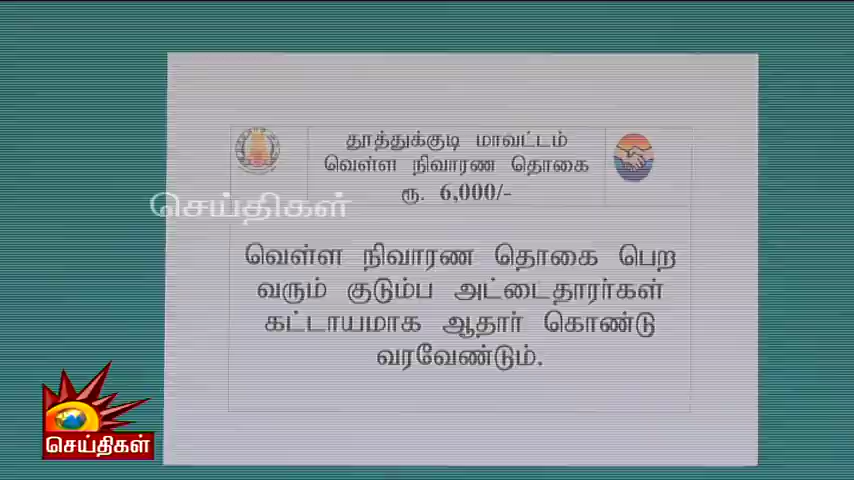 தூத்துக்குடி மாவட்டம்
வெள்ள நிவாரண தொகை
ரூ. 6,000/-
செய்திகள்
வெள்ள நிவாரண தொகை பெற
வரும் குடும்ப அட்டைதாரர்கள்
கட்டாயமாக ஆதார் கொண்டு
வரவேண்டும்.
செய்திகள்